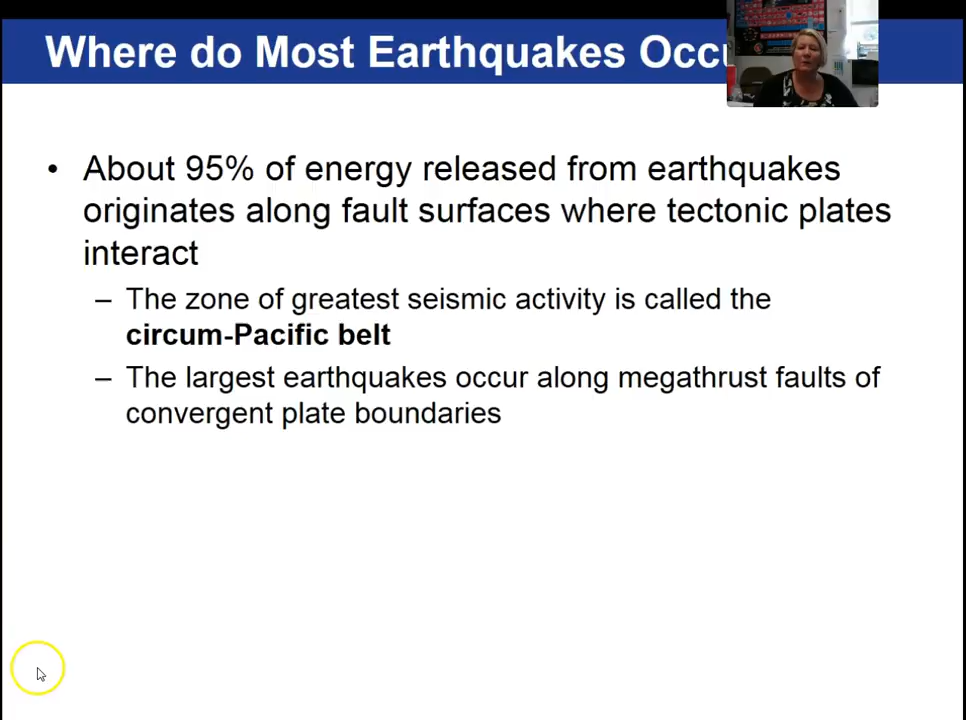 Where do Most Earthquakes Occu
• About 95% of energy released from earthquakes
originates along fault surfaces where tectonic plates
interact
– The zone of greatest seismic activity is called the
circum-Pacific belt
– The largest earthquakes occur along megathrust faults of
convergent plate boundaries